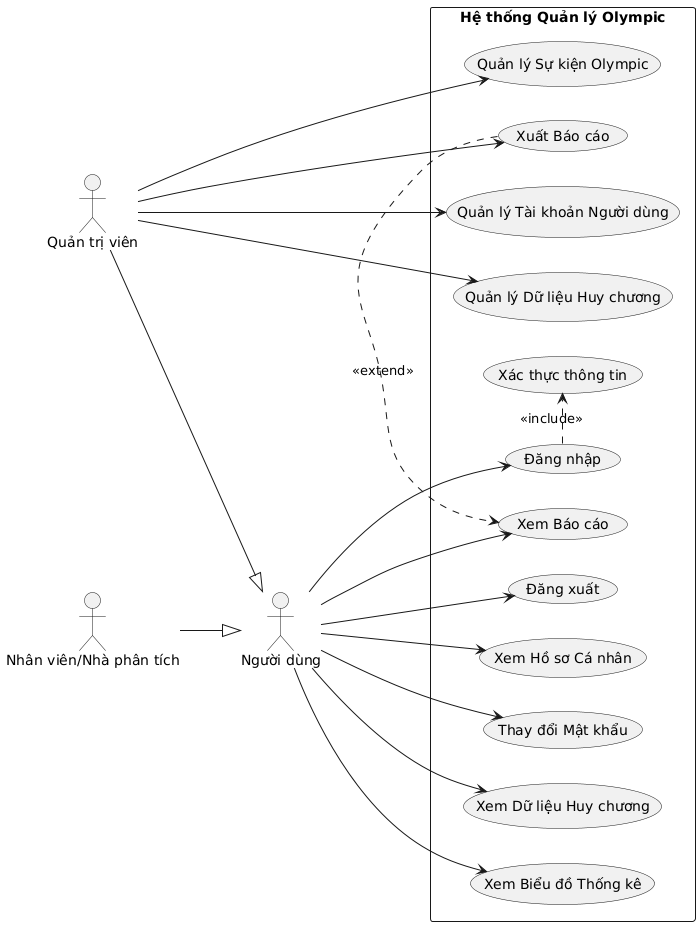 Hệ thống Quản lý Olympic
Quản lý Sự kiện Olympic
Xuất Báo cáo
Quản lý Tài khoản Người dùng
Quản trị viên
Quản lý Dữ liệu Huy chương
«extend»
Xác thực thông tin
«include»
Đăng nhập
Xem Báo cáo
Đăng xuất
Nhân viên/Nhà phân tích
Người dùng
Xem Hồ sơ Cá nhân
Thay đổi Mật khẩu
Xem Dữ liệu Huy chương
Xem Biểu đồ Thống kê